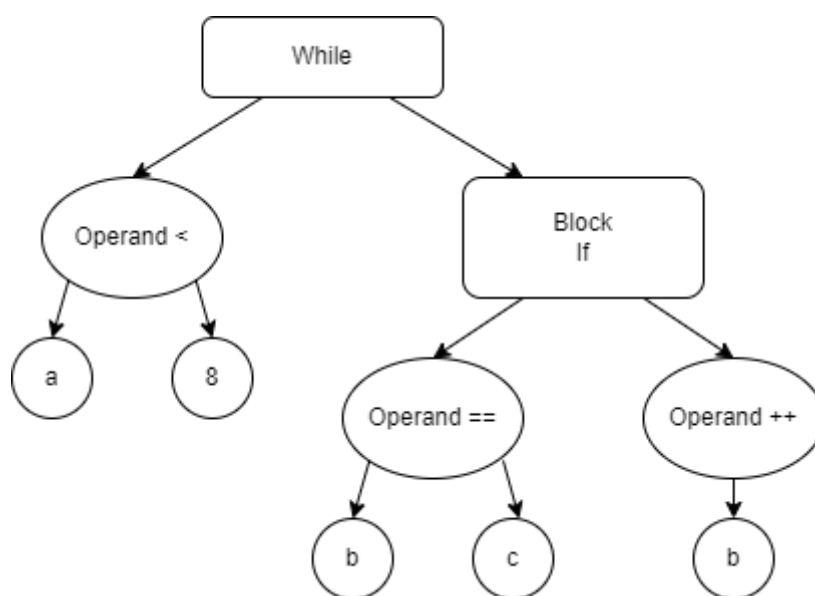 While
Operand <
Block
If
a
8
Operand ==
Operand ++
b
c
b